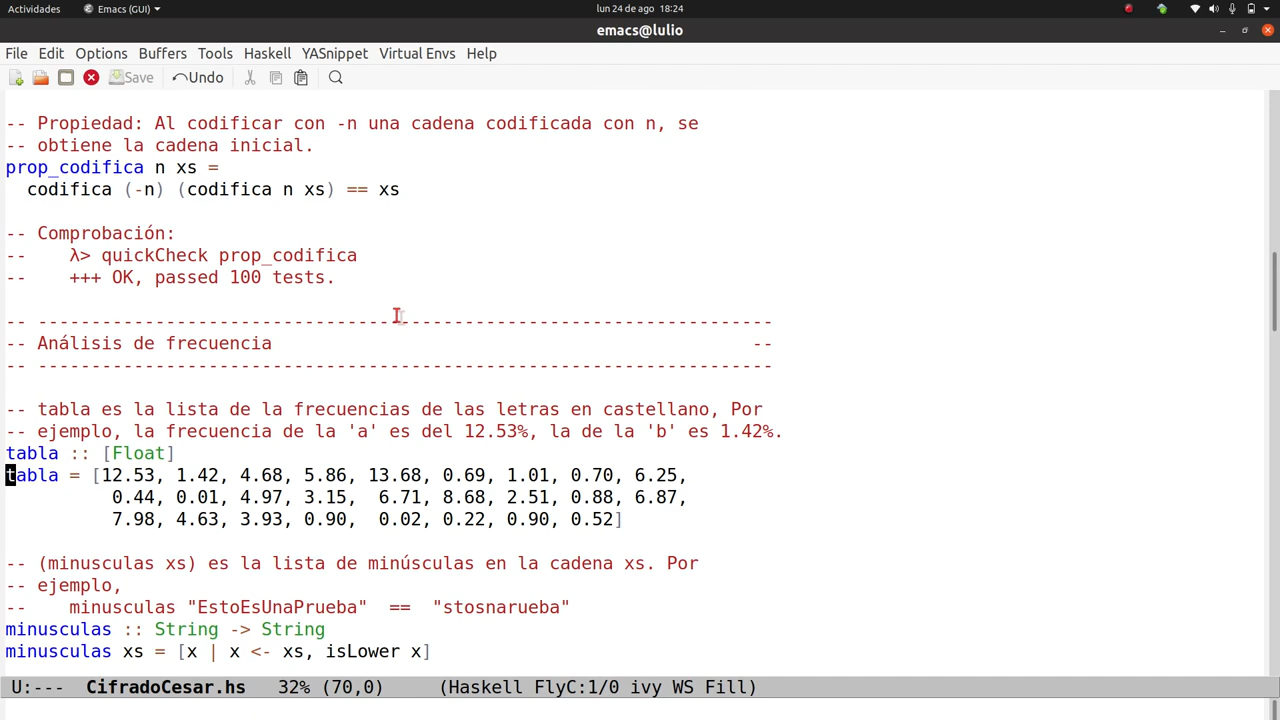 Actividades Emacs (GUI) lun 24 de ago 18:24
emacs@lulio
File Edit Options Buffers Tools Haskell YASnippet Virtual Envs Help
Save Undo
-- Propiedad: Al codificar con -n una cadena codificada con n, se
-- obtiene la cadena inicial.
prop_codifica n xs =
  codifica (-n) (codifica n xs) == xs
-- Comprobación:
--    λ> quickCheck prop_codifica
--    +++ OK, passed 100 tests.
-- ---------------------------------------------------------------------
-- Análisis de frecuencia                                             --
-- ---------------------------------------------------------------------
-- tabla es la lista de la frecuencias de las letras en castellano, Por
-- ejemplo, la frecuencia de la 'a' es del 12.53%, la de la 'b' es 1.42%.
tabla :: [Float]
tabla = [12.53, 1.42, 4.68, 5.86, 13.68, 0.69, 1.01, 0.70, 6.25,
          0.44, 0.01, 4.97, 3.15,  6.71, 8.68, 2.51, 0.88, 6.87,
          7.98, 4.63, 3.93, 0.90,  0.02, 0.22, 0.90, 0.52]
-- (minusculas xs) es la lista de minúsculas en la cadena xs. Por
-- ejemplo,
--    minusculas "EstoEsUnaPrueba"  ==  "stosnarueba"
minusculas :: String -> String
minusculas xs = [x | x <- xs, isLower x]
U:--- CifradoCesar.hs 32% (70,0) (Haskell FlyC:1/0 ivy WS Fill)